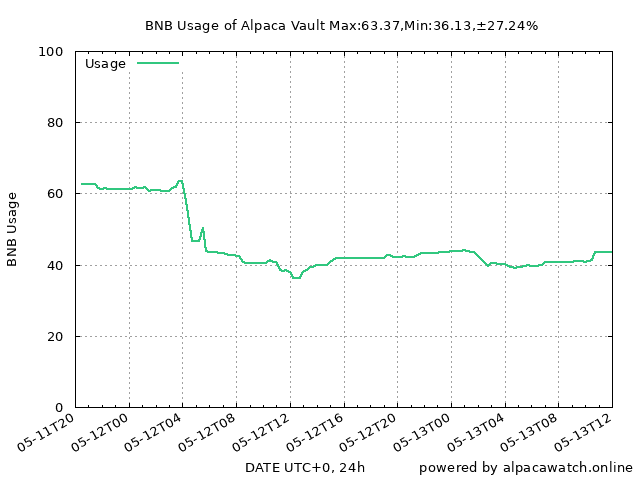 BNB Usage of Alpaca Vault Max:63.37,Min:36.13,±27.24%
Usage
BNB Usage
100
80
60
40
20
0
05-11T20
05-12T00
05-12T04
05-12T08
05-12T12
05-12T16
05-12T20
05-13T00
05-13T04
05-13T08
05-13T12
DATE UTC+0, 24h
powered by alpacawatch.online